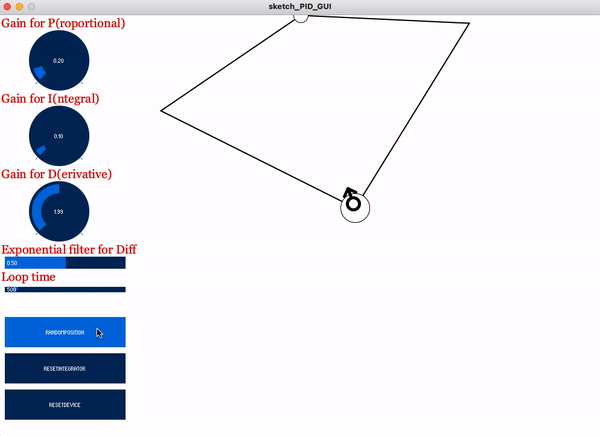 sketch_PID_GUI
Gain for P(roportional)
0.20
Gain for I(ntegral)
0.10
Gain for D(erivative)
1.99
Exponential filter for Diff
0.50
Loop time
500
RANDOMPOSITION
RESETINTEGRATOR
RESETDEVICE